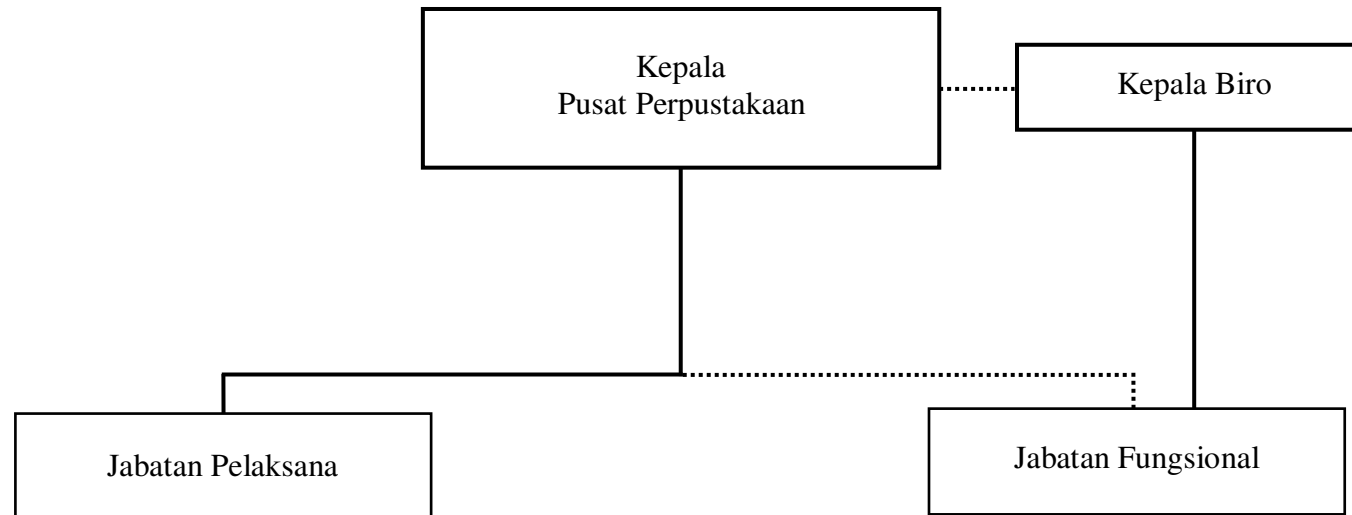 Kepala
Pusat Perpustakaan
Kepala Biro
Jabatan Pelaksana
Jabatan Fungsional